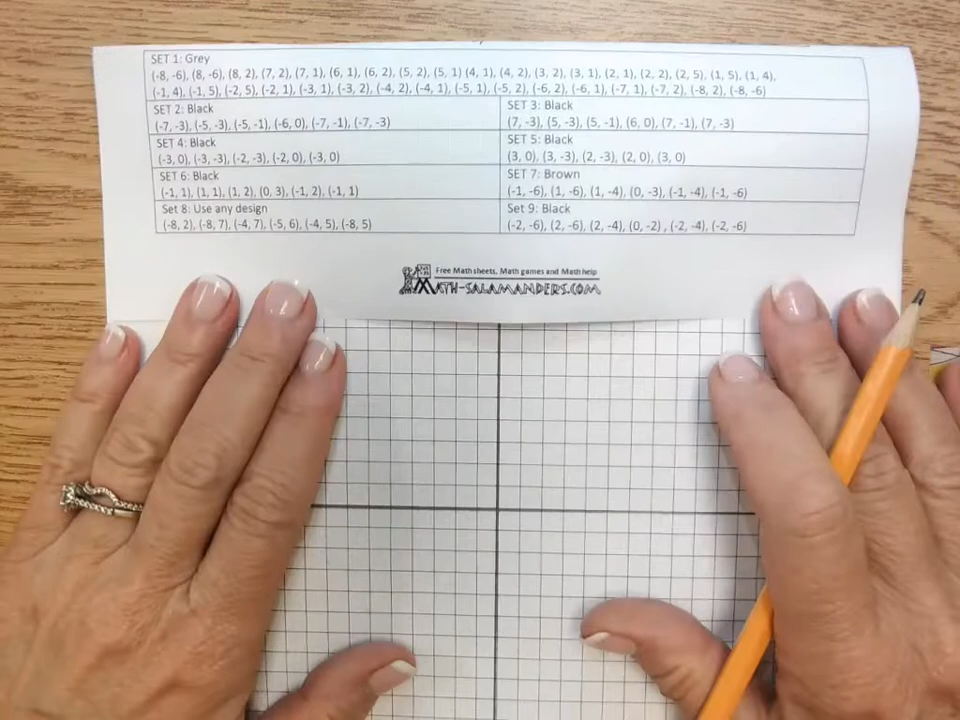 SET 1: Grey
(-8, -6), (8, -6), (8, 2), (7, 2), (7, 1), (6, 1), (6, 2), (5, 2), (5, 1) (4, 1), (4, 2), (3, 2), (3, 1), (2, 1), (2, 2), (2, 5), (1, 5), (1, 4),
(-1, 4), (-1, 5), (-2, 5), (-2, 1), (-3, 1), (-3, 2), (-4, 2), (-4, 1), (-5, 1), (-5, 2), (-6, 2), (-6, 1), (-7, 1), (-7, 2), (-8, 2), (-8, -6)
SET 2: Black
(-7, -3), (-5, -3), (-5, -1), (-6, 0), (-7, -1), (-7, -3)
SET 3: Black
(7, -3), (5, -3), (5, -1), (6, 0), (7, -1), (7, -3)
SET 4: Black
(-3, 0), (-3, -3), (-2, -3), (-2, 0), (-3, 0)
SET 5: Black
(3, 0), (3, -3), (2, -3), (2, 0), (3, 0)
SET 6: Black
(-1, 1), (1, 1), (1, 2), (0, 3), (-1, 2), (-1, 1)
SET 7: Brown
(-1, -6), (1, -6), (1, -4), (0, -3), (-1, -4), (-1, -6)
Set 8: Use any design
(-8, 2), (-8, 7), (-4, 7), (-5, 6), (-4, 5), (-8, 5)
Set 9: Black
(-2, -6), (2, -6), (2, -4), (0, -2) , (-2, -4), (-2, -6)
Free Math sheets, Math games and Math help
MATH-SALAMANDERS.COM